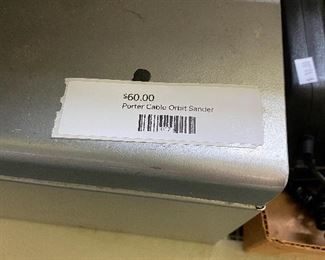 $60.00
Porter Cable Orbit Sander